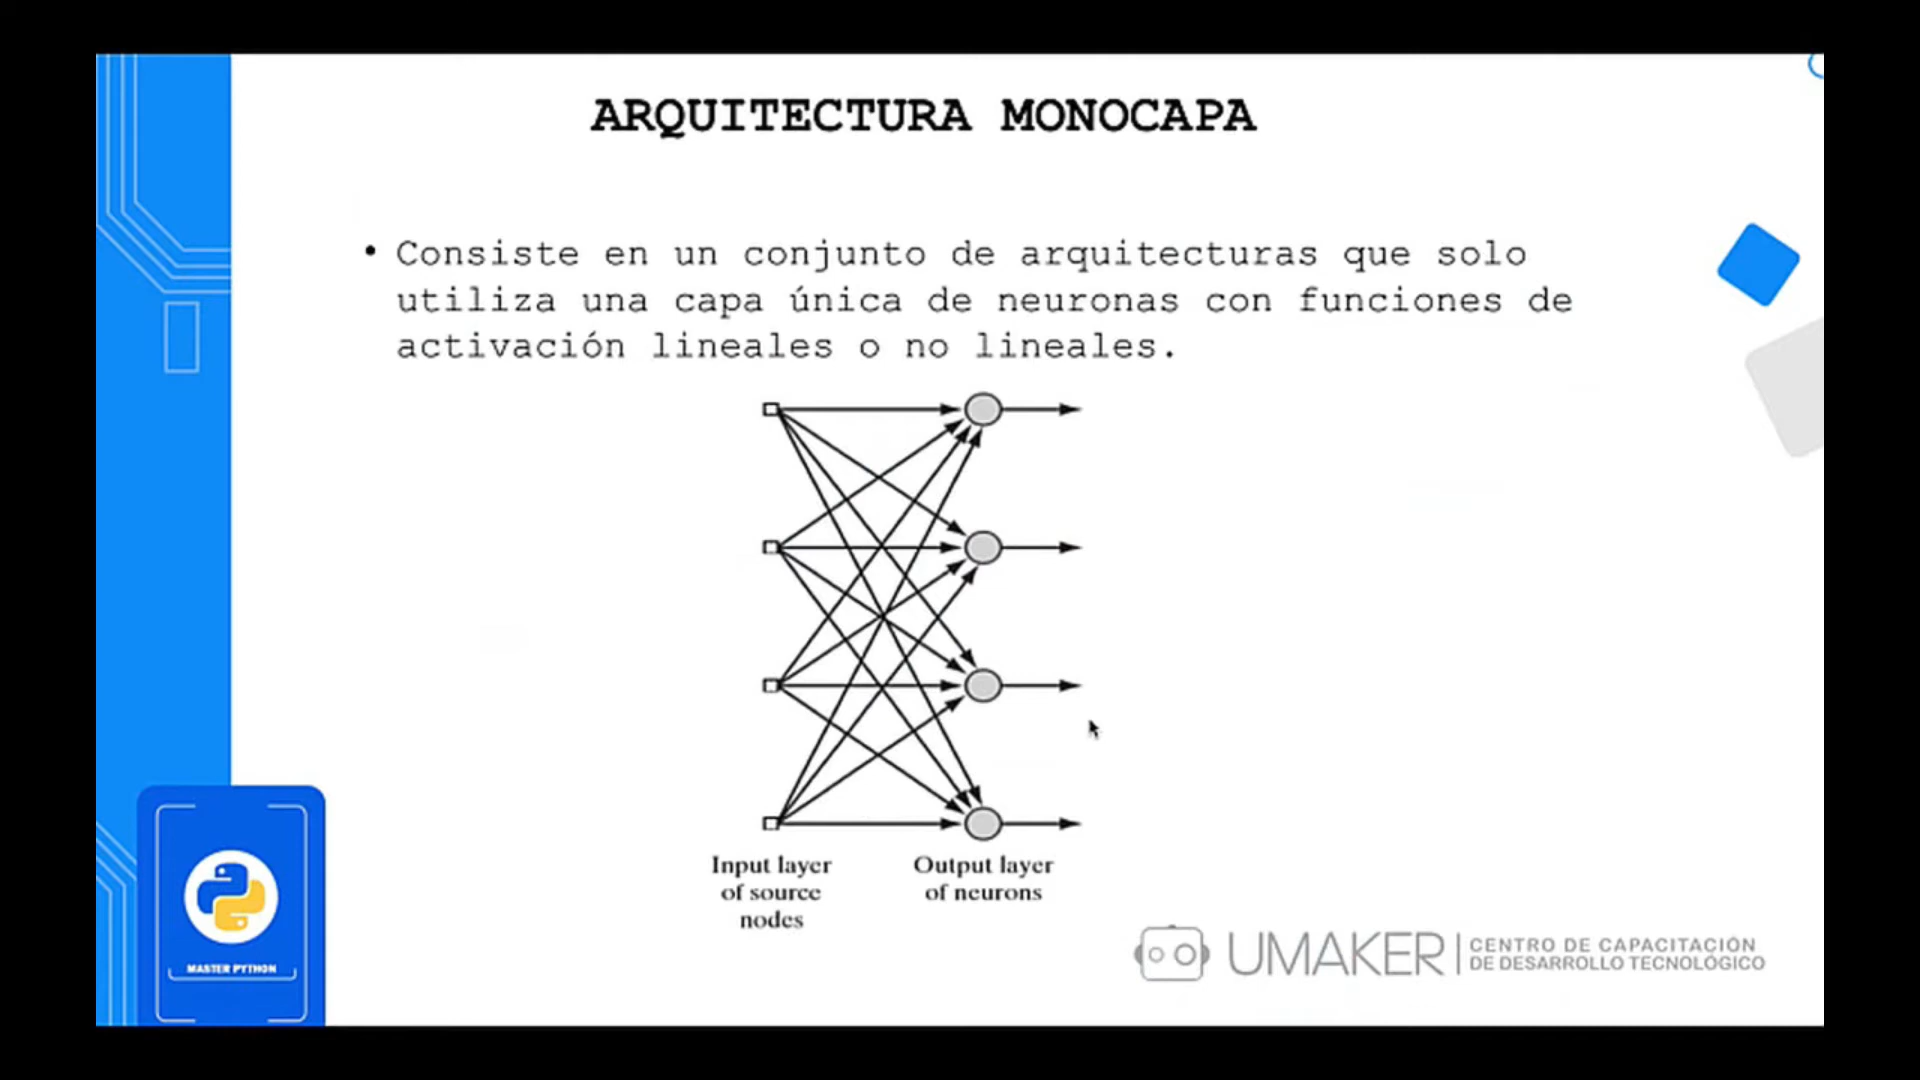 ARQUITECTURA MONOCAPA
• Consiste en un conjunto de arquitecturas que solo
utiliza una capa única de neuronas con funciones de
activación lineales o no lineales.
Input layer
of source
nodes
Output layer
of neurons
MASTER PYTHON
UMAKER
CENTRO DE CAPACITACIÓN
DE DESARROLLO TECNOLÓGICO